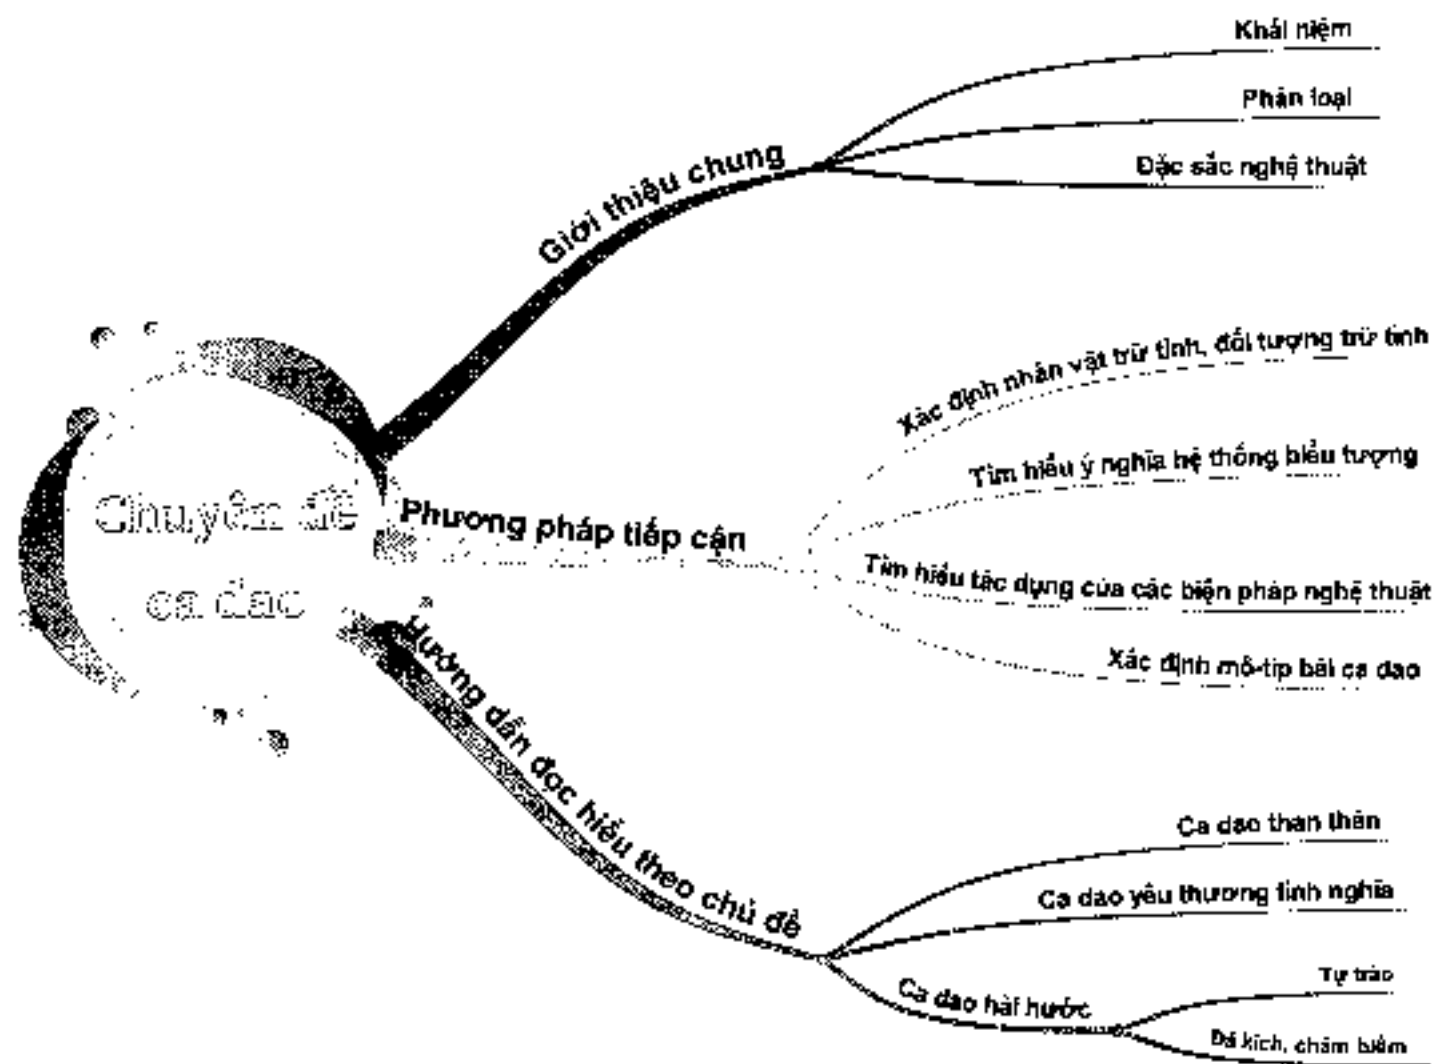 Chuyên đề
ca dao
Giới thiệu chung
Khái niệm
Phân loại
Đặc sắc nghệ thuật
Phương pháp tiếp cận
Xác định nhân vật trữ tình, đối tượng trữ tình
Tìm hiểu ý nghĩa hệ thống biểu tượng
Tìm hiểu tác dụng của các biện pháp nghệ thuật
Xác định mô-típ bài ca dao
Hướng dẫn đọc hiểu theo chủ đề
Ca dao than thân
Ca dao yêu thương tình nghĩa
Ca dao hài hước
Tự trào
Đả kích, châm biếm